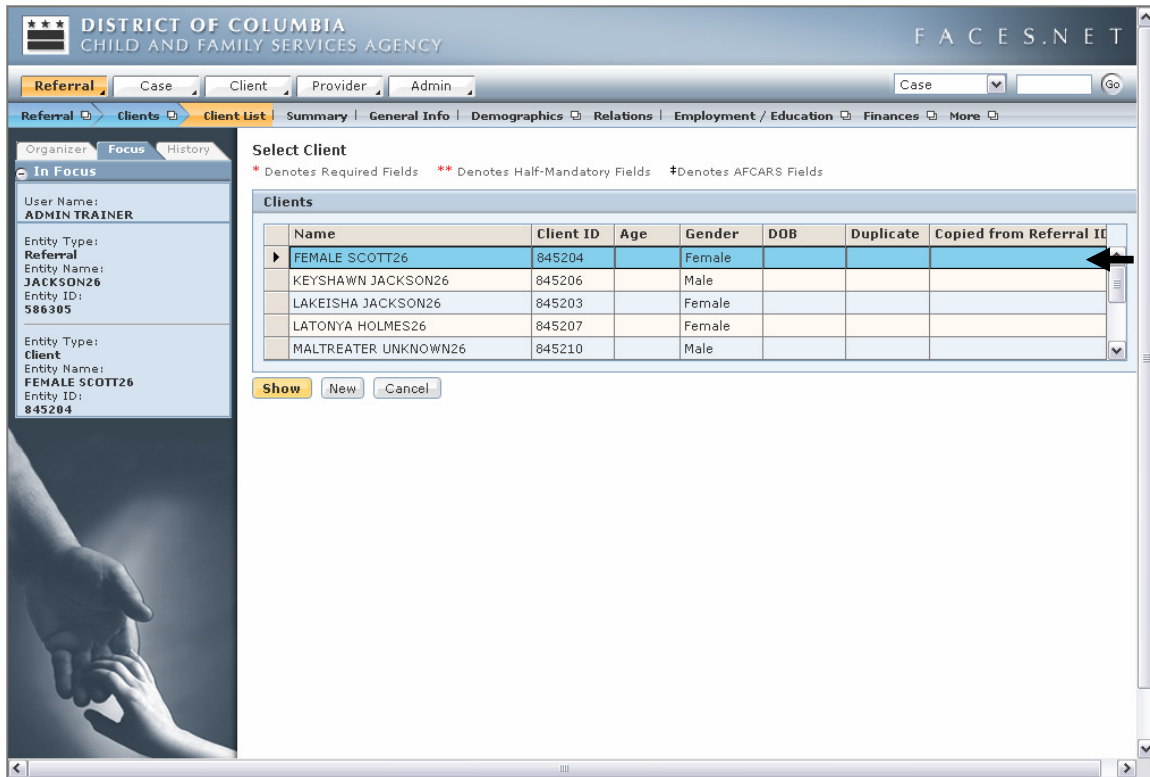 DISTRICT OF COLUMBIA
CHILD AND FAMILY SERVICES AGENCY
FACES.NET
Referral Case Client Provider Admin Case Go
Referral Clients Client List | Summary | General Info | Demographics Relations | Employment / Education Finances More
Organizer Focus History
In Focus
User Name:
ADMIN TRAINER
Entity Type:
Referral
Entity Name:
JACKSON26
Entity ID:
586305
Entity Type:
Client
Entity Name:
FEMALE SCOTT26
Entity ID:
845204
Select Client
* Denotes Required Fields ** Denotes Half-Mandatory Fields ‡Denotes AFCARS Fields
Clients
Name Client ID Age Gender DOB Duplicate Copied from Referral ID
FEMALE SCOTT26 845204 Female
KEYSHAWN JACKSON26 845206 Male
LAKEISHA JACKSON26 845203 Female
LATONYA HOLMES26 845207 Female
MALTREATER UNKNOWN26 845210 Male
Show New Cancel